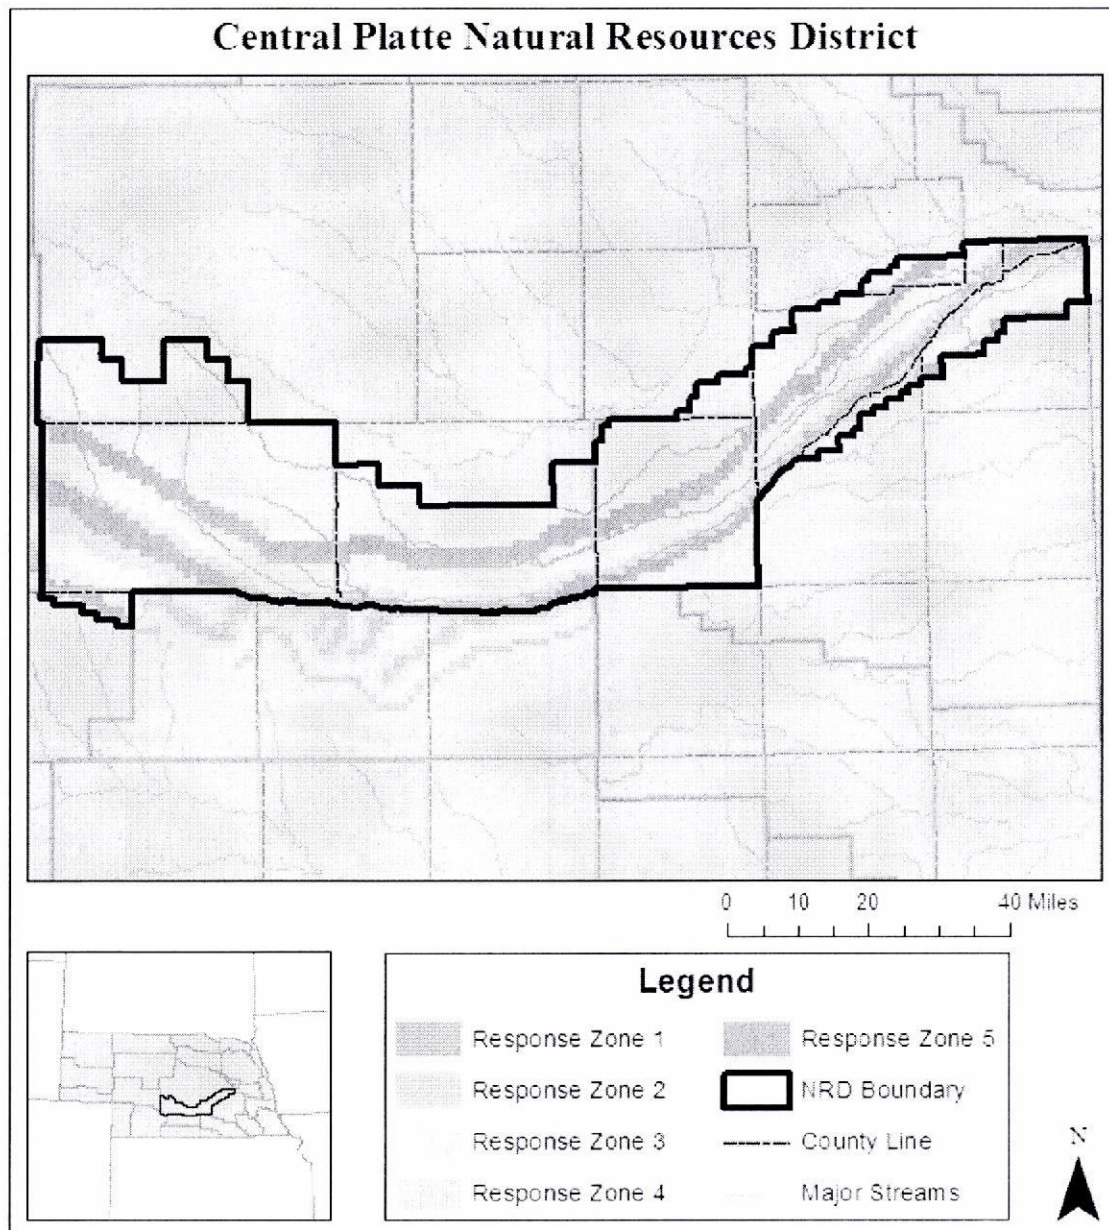 Central Platte Natural Resources District
0 10 20 40 Miles
Legend
Response Zone 1
Response Zone 2
Response Zone 3
Response Zone 4
Response Zone 5
NRD Boundary
County Line
Major Streams
N